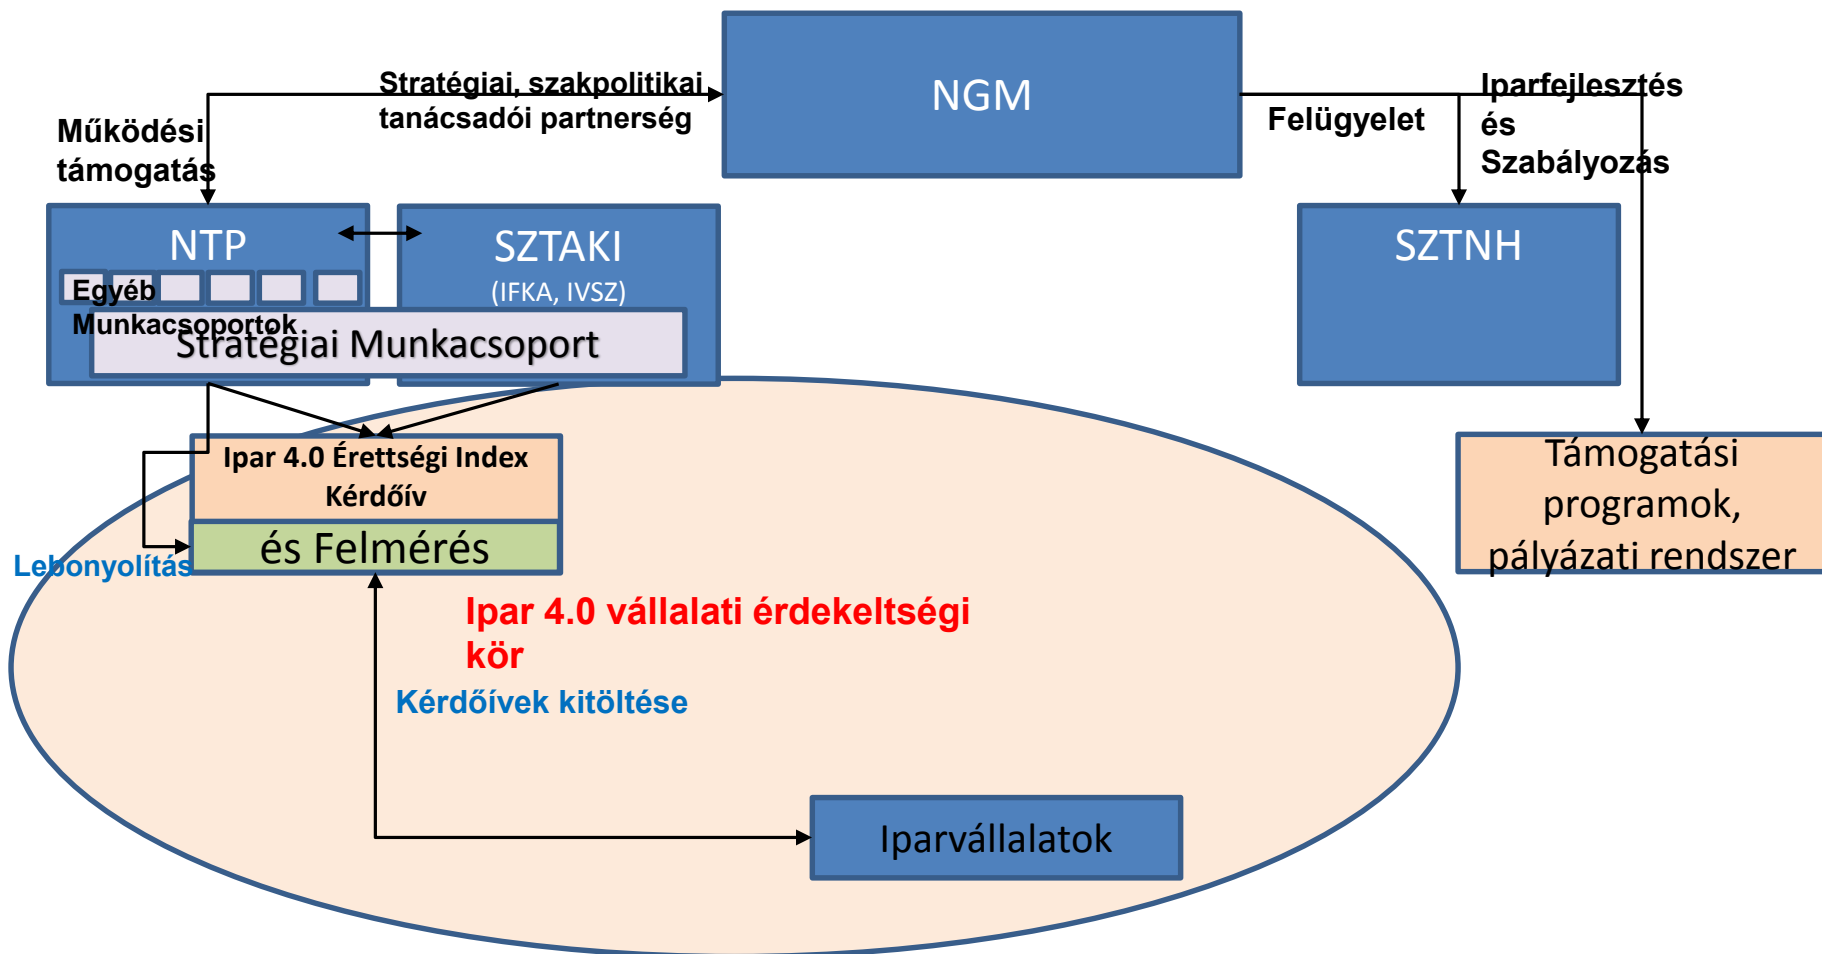 NGM
Stratégiai, szakpolitikai
tanácsadói partnerség
Működési
támogatás
Felügyelet
Iparfejlesztés
és
Szabályozás
NTP
SZTAKI
(IFKA, IVSZ)
SZTNH
Egyéb
Munkacsoportok
Stratégiai Munkacsoport
Ipar 4.0 Érettségi Index
Kérdőív
és Felmérés
Lebonyolítás
Támogatási
programok,
pályázati rendszer
Ipar 4.0 vállalati érdekeltségi
kör
Kérdőívek kitöltése
Iparvállalatok